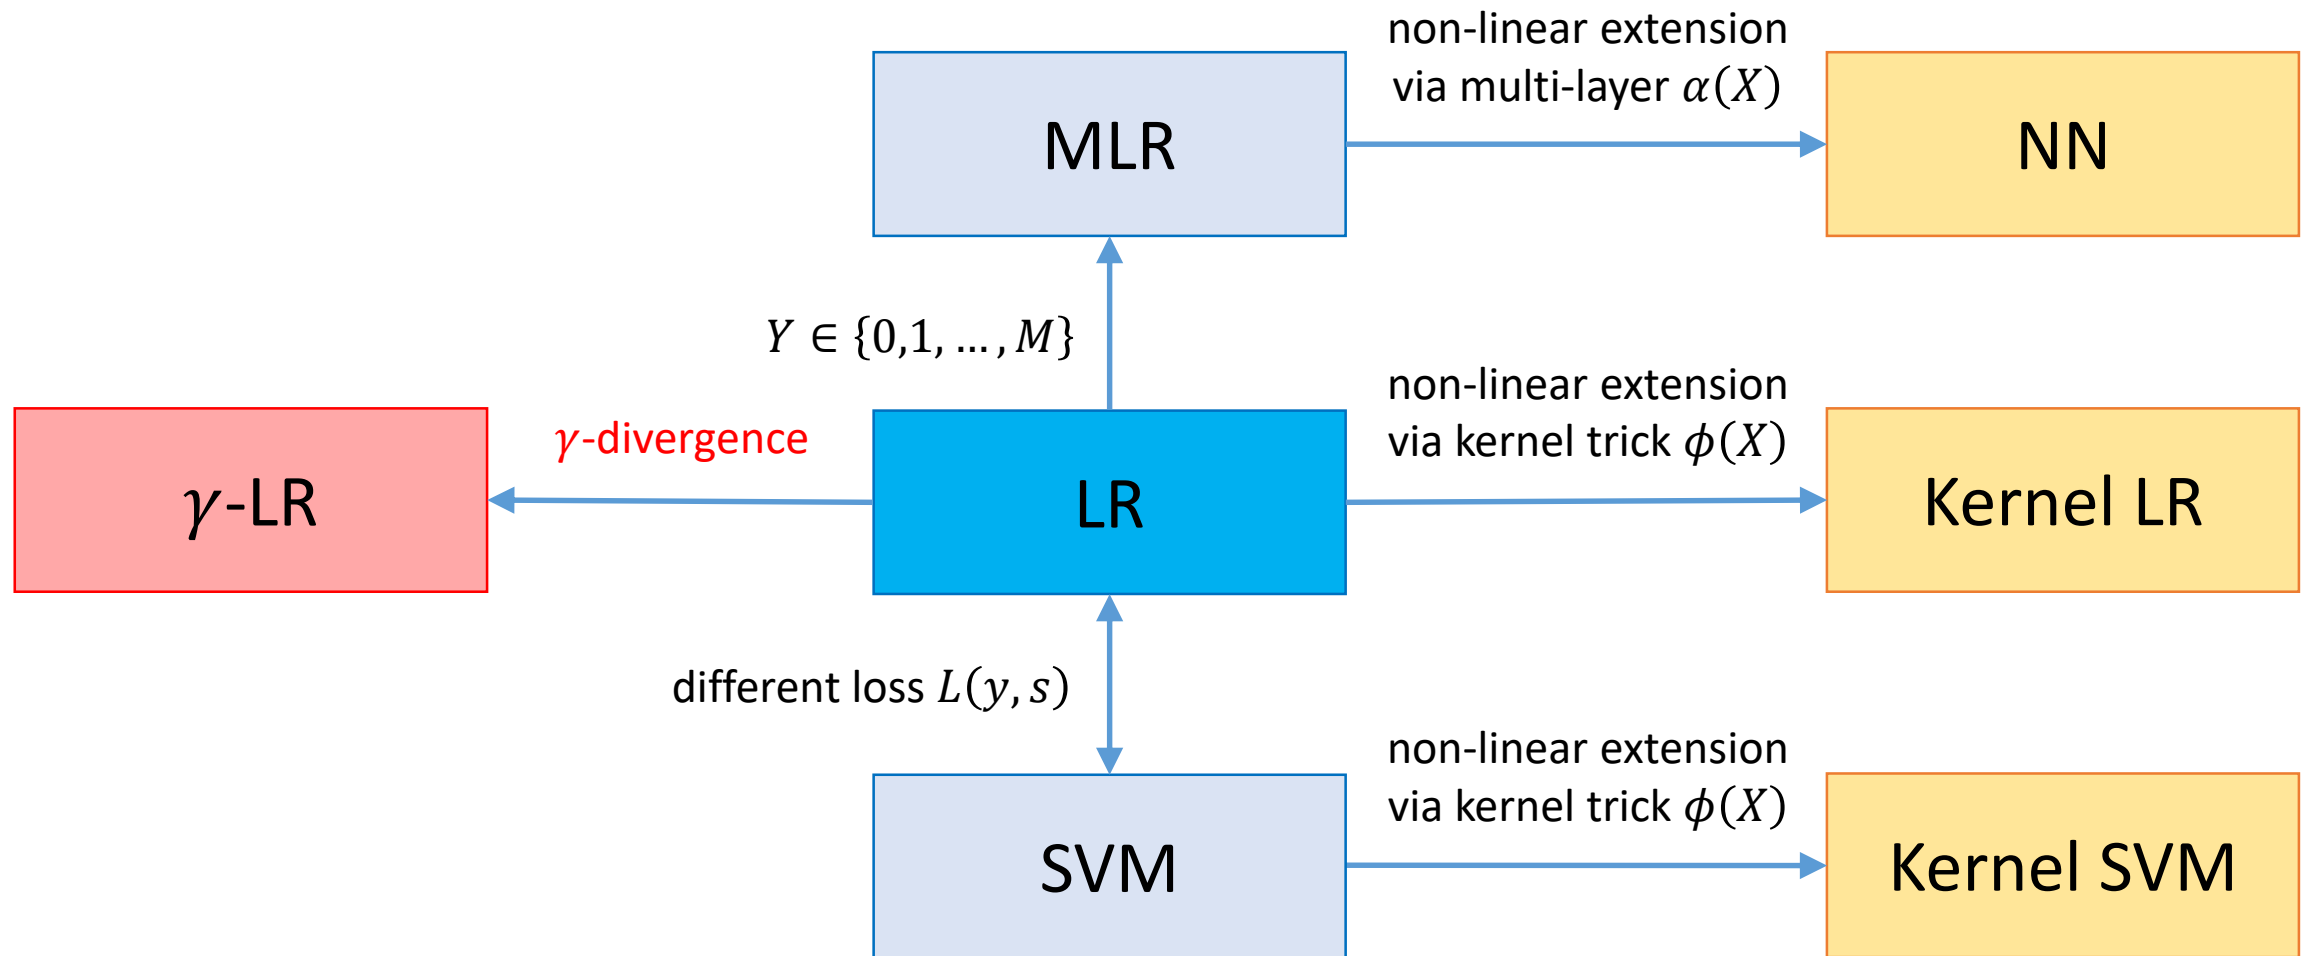 non-linear extension
via multi-layer α(X)
MLR
NN
Y ∈ {0,1, … , M}
non-linear extension
via kernel trick ϕ(X)
γ-divergence
γ-LR
LR
Kernel LR
different loss L(y, s)
non-linear extension
via kernel trick ϕ(X)
SVM
Kernel SVM